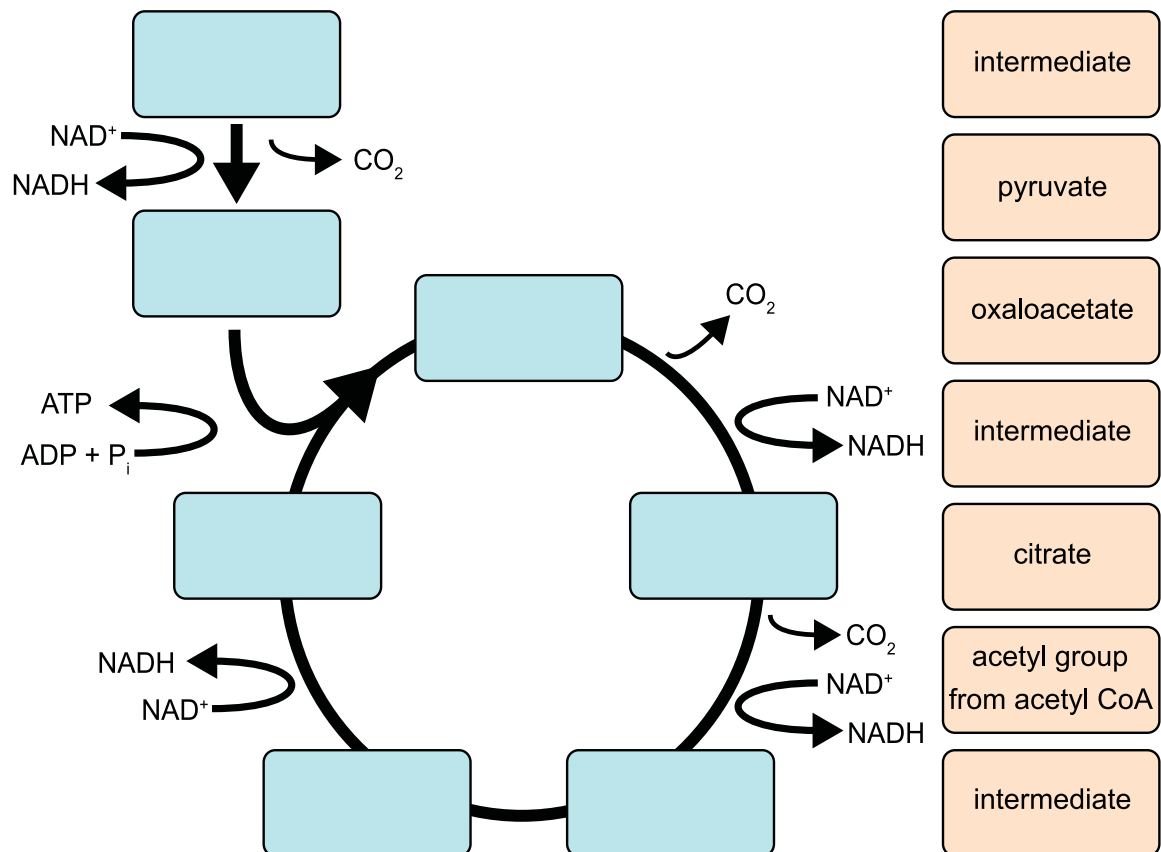 intermediate
NAD⁺
NADH
CO₂
pyruvate
CO₂
oxaloacetate
ATP
ADP + Pᵢ
NAD⁺
NADH
intermediate
citrate
NADH
NAD⁺
CO₂
NAD⁺
NADH
acetyl group
from acetyl CoA
intermediate